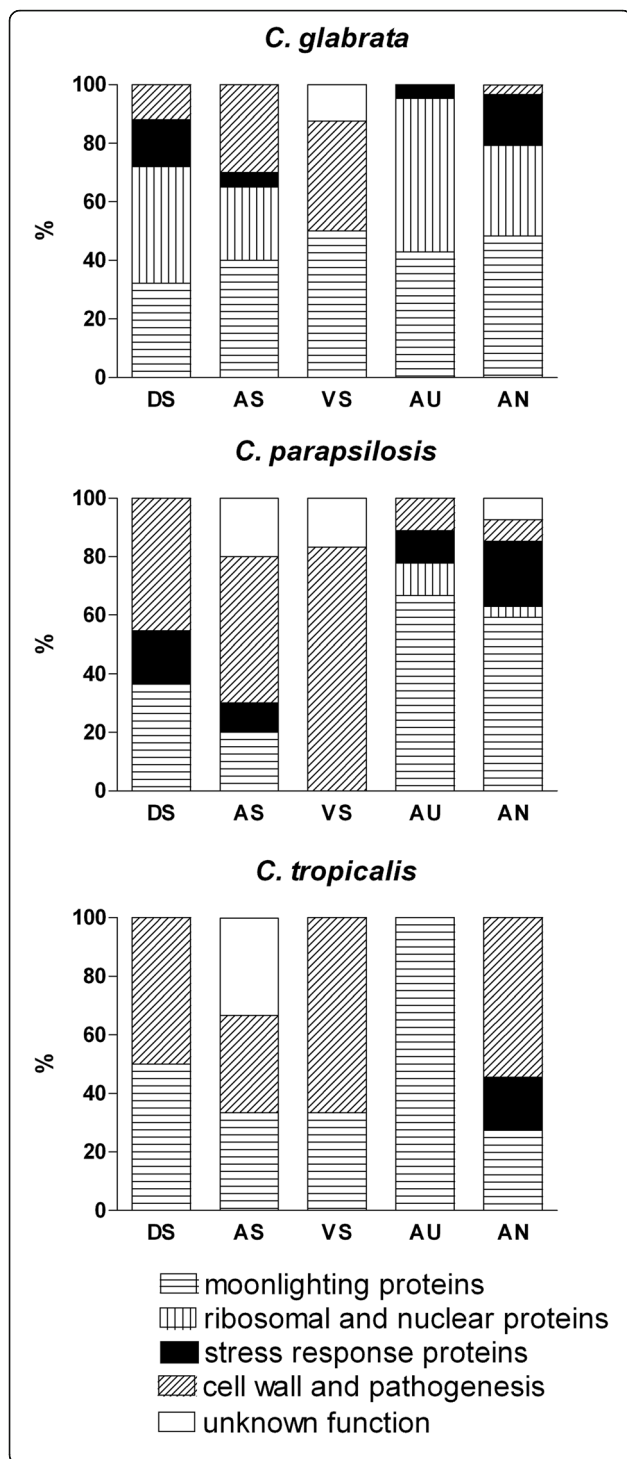 C. glabrata
100
80
60
40
20
0
%
DS AS VS AU AN
C. parapsilosis
100
80
60
40
20
0
%
DS AS VS AU AN
C. tropicalis
100
80
60
40
20
0
%
DS AS VS AU AN
moonlighting proteins
ribosomal and nuclear proteins
stress response proteins
cell wall and pathogenesis
unknown function